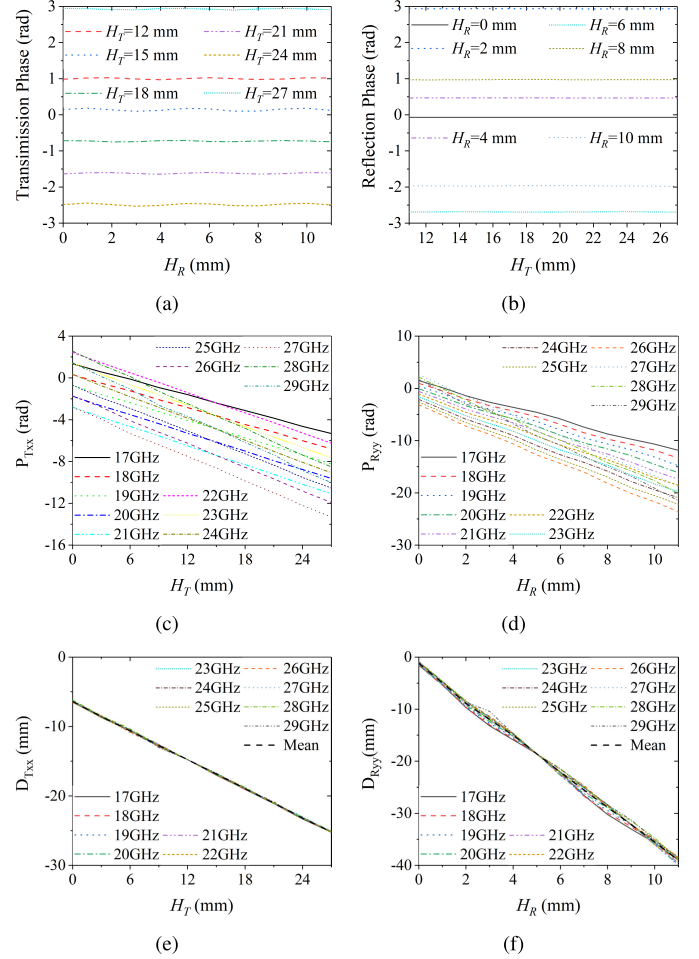 3
2
1
0
-1
-2
-3
Transimission Phase (rad)
H_T=12 mm H_T=21 mm
H_T=15 mm H_T=24 mm
H_T=18 mm H_T=27 mm
0 2 4 6 8 10
H_R (mm)
(a)
3
2
1
0
-1
-2
-3
Reflection Phase (rad)
H_R=0 mm H_R=6 mm
H_R=2 mm H_R=8 mm
H_R=4 mm H_R=10 mm
12 14 16 18 20 22 24 26
H_T (mm)
(b)
4
0
-4
-8
-12
-16
P_Txx (rad)
25GHz 27GHz
26GHz 28GHz
29GHz
17GHz
18GHz
19GHz 22GHz
20GHz 23GHz
21GHz 24GHz
0 6 12 18 24
H_T (mm)
(c)
10
0
-10
-20
-30
P_Ryy (rad)
24GHz 26GHz
25GHz 27GHz
28GHz
29GHz
17GHz
18GHz
19GHz
20GHz 22GHz
21GHz 23GHz
0 2 4 6 8 10
H_R (mm)
(d)
0
-10
-20
-30
D_Txx (mm)
23GHz 26GHz
24GHz 27GHz
25GHz 28GHz
29GHz
Mean
17GHz
18GHz
19GHz 21GHz
20GHz 22GHz
0 6 12 18 24
H_T (mm)
(e)
0
-10
-20
-30
-40
D_Ryy(mm)
23GHz 26GHz
24GHz 27GHz
25GHz 28GHz
29GHz
Mean
17GHz
18GHz
19GHz 21GHz
20GHz 22GHz
0 2 4 6 8 10
H_R (mm)
(f)